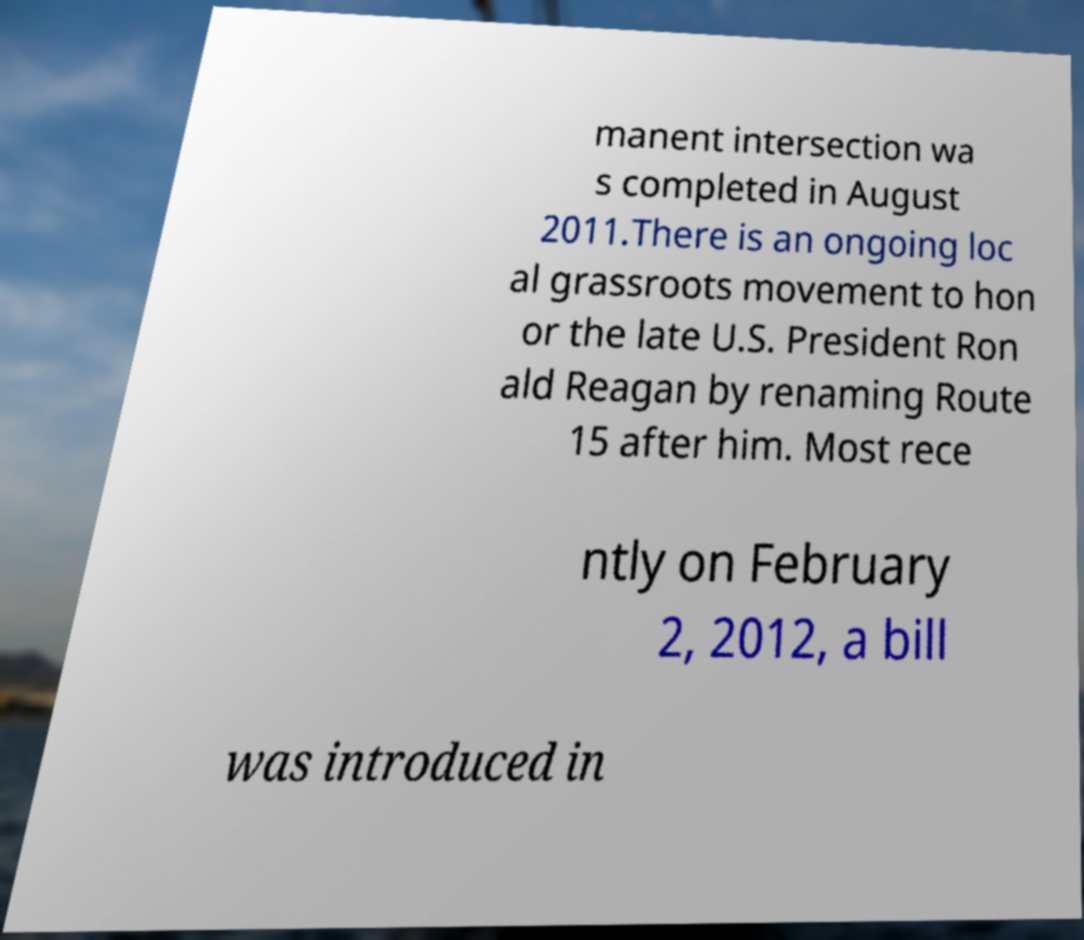 manent intersection wa
s completed in August
2011.There is an ongoing loc
al grassroots movement to hon
or the late U.S. President Ron
ald Reagan by renaming Route
15 after him. Most rece
ntly on February
2, 2012, a bill
was introduced in